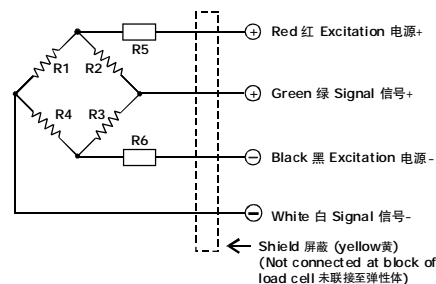 R5
Red 红 Excitation 电源+
R1
R2
Green 绿 Signal 信号+
R4
R3
R6
Black 黑 Excitation 电源-
White 白 Signal 信号-
Shield 屏蔽 (yellow黄)
(Not connected at block of
load cell 未联接至弹性体)